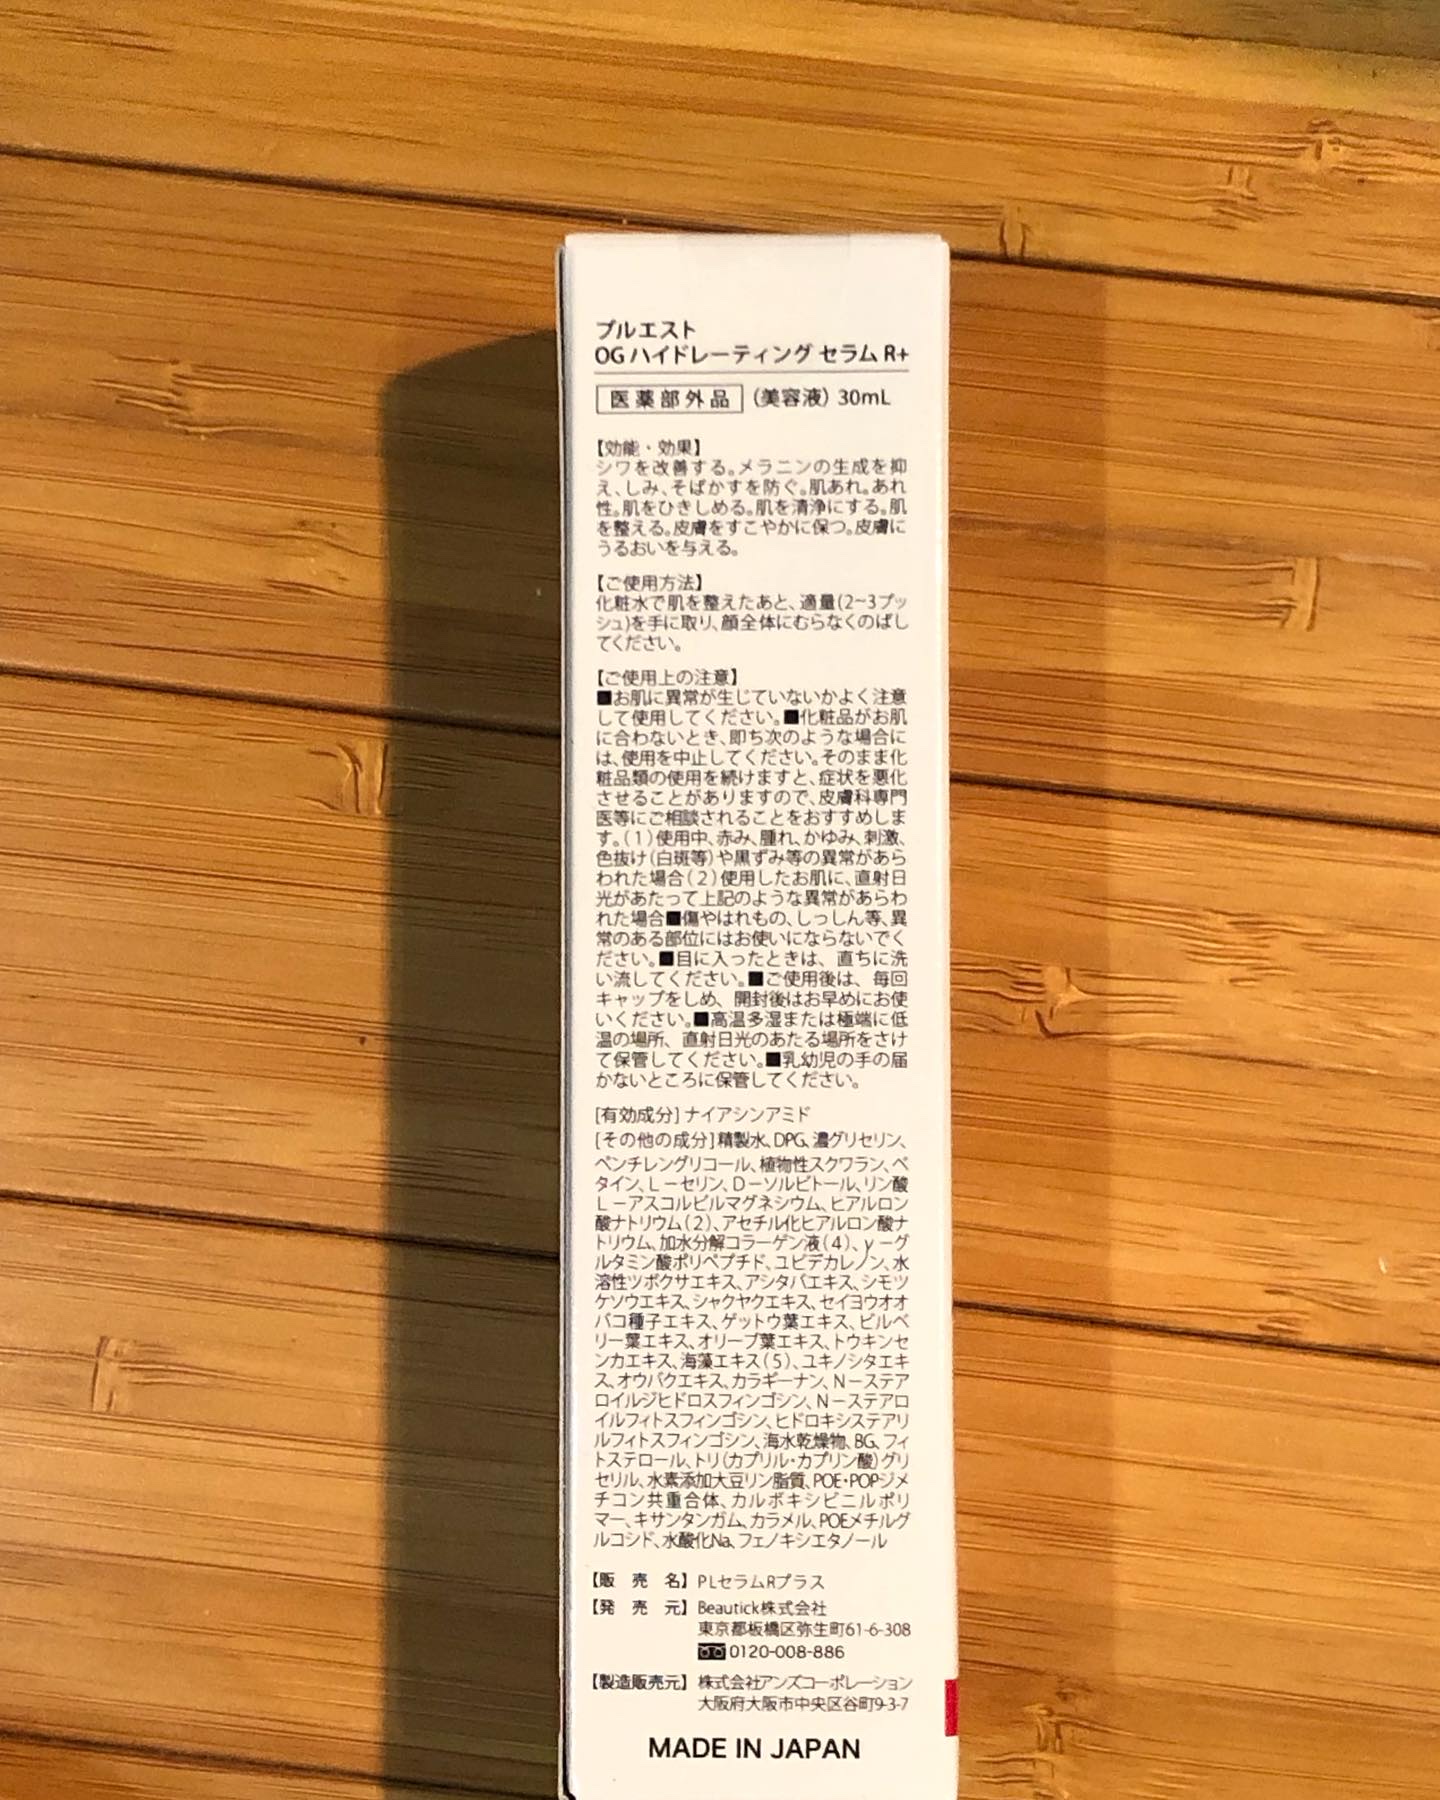 プルエスト
OG ハイドレーティング セラム R+
医薬部外品 （美容液） 30mL
【効能・効果】
シワを改善する。メラニンの生成を抑
え、しみ、そばかすを防ぐ。肌あれ。あれ
性。肌をひきしめる。肌を清浄にする。肌
を整える。皮膚をすこやかに保つ。皮膚に
うるおいを与える。
【ご使用方法】
化粧水で肌を整えたあと、適量(2~3プッ
シュ)を手に取り、顔全体にむらなくのばし
てください。
【ご使用上の注意】
■お肌に異常が生じていないかよく注意
して使用してください。■化粧品がお肌
に合わないとき、即ち次のような場合に
は、使用を中止してください。そのまま化
粧品類の使用を続けますと、症状を悪化
させることがありますので、皮膚科専門
医等にご相談されることをおすすめしま
す。（1）使用中、赤み、腫れ、かゆみ、刺激、
色抜け（白斑等）や黒ずみ等の異常があら
われた場合（2）使用したお肌に、直射日
光があたって上記のような異常があらわ
れた場合■傷やはれもの、しっしん等、異
常のある部位にはお使いにならないでく
ださい。■目に入ったときは、直ちに洗
い流してください。■ご使用後は、毎回
キャップをしめ、開封後はお早めにお使
いください。■高温多湿または極端に低
温の場所、直射日光のあたる場所をさけ
て保管してください。■乳幼児の手の届
かないところに保管してください。
[有効成分] ナイアシンアミド
[その他の成分]精製水、DPG、濃グリセリン、
ペンチレングリコール、植物性スクワラン、ベ
タイン、L－セリン、D－ソルビトール、リン酸
L－アスコルビルマグネシウム、ヒアルロン
酸ナトリウム（2）、アセチル化ヒアルロン酸ナ
トリウム、加水分解コラーゲン液（4）、γ－グ
ルタミン酸ポリペプチド、ユビデカレノン、水
溶性ツボクサエキス、アシタバエキス、シモツ
ケソウエキス、シャクヤクエキス、セイヨウオオ
バコ種子エキス、ゲットウ葉エキス、ビルベ
リー葉エキス、オリーブ葉エキス、トウキンセ
ンカエキス、海藻エキス（5）、ユキノシタエキ
ス、オウバクエキス、カラギーナン、N－ステア
ロイルジヒドロスフィンゴシン、N－ステアロ
イルフィトスフィンゴシン、ヒドロキシステアリ
ルフィトスフィンゴシン、海水乾燥物、BG、フィ
トステロール、トリ（カプリル・カプリン酸）グリ
セリル、水素添加大豆リン脂質、POE・POPジメ
チコン共重合体、カルボキシビニルポリ
マー、キサンタンガム、カラメル、POEメチルグ
ルコシド、水酸化Na、フェノキシエタノール
【販 売 名】 PLセラムRプラス
【発 売 元】 Beautick株式会社
東京都板橋区弥生町61-6-308
0120-008-886
【製造販売元】 株式会社アンズコーポレーション
大阪府大阪市中央区谷町9-3-7
MADE IN JAPAN